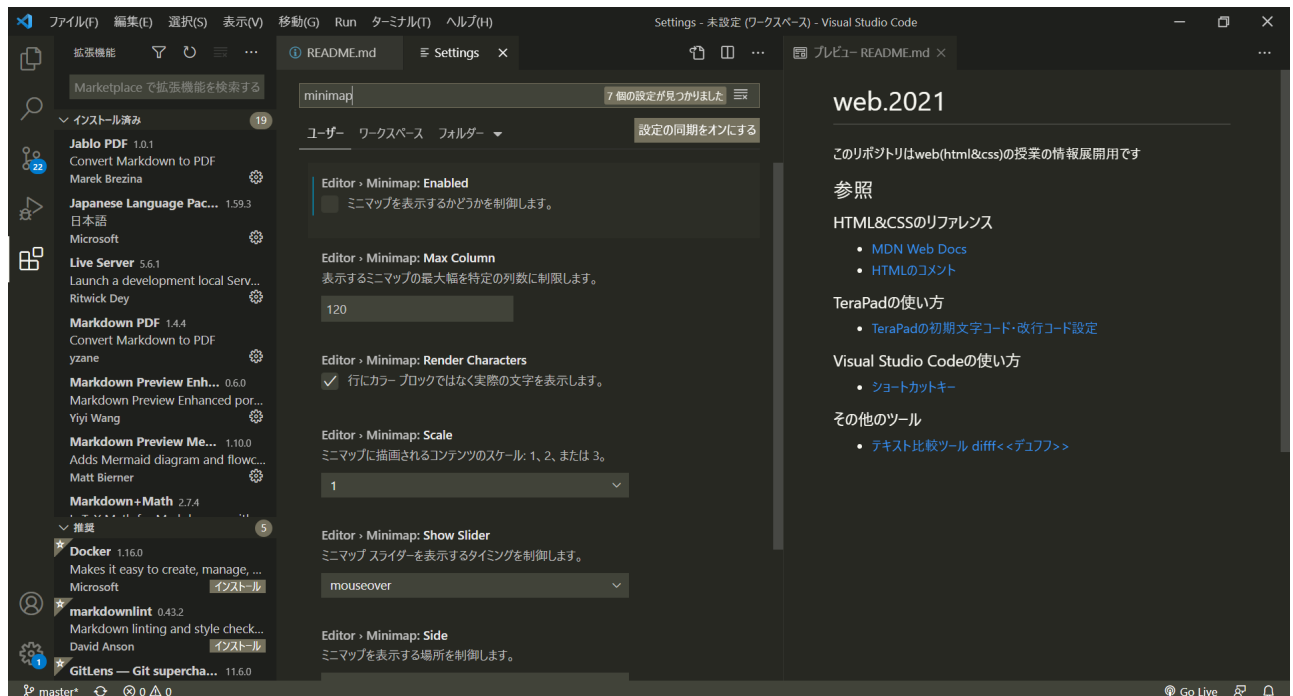 ファイル(F) 編集(E) 選択(S) 表示(V) 移動(G) Run ターミナル(T) ヘルプ(H)
Settings - 未設定 (ワークスペース) - Visual Studio Code
拡張機能
Marketplace で拡張機能を検索する
インストール済み 19
Jablo PDF 1.0.1
Convert Markdown to PDF
Marek Brezina
Japanese Language Pac... 1.59.3
日本語
Microsoft
Live Server 5.6.1
Launch a development local Serv...
Ritwick Dey
Markdown PDF 1.4.4
Convert Markdown to PDF
yzane
Markdown Preview Enh... 0.6.0
Markdown Preview Enhanced por...
Yiyi Wang
Markdown Preview Me... 1.10.0
Adds Mermaid diagram and flowc...
Matt Bierner
Markdown+Math 2.7.4
推奨 5
Docker 1.16.0
Makes it easy to create, manage, ...
Microsoft インストール
markdownlint 0.43.2
Markdown linting and style check...
David Anson インストール
GitLens — Git supercha... 11.6.0
22
1
README.md
Settings
minimap
7 個の設定が見つかりました
ユーザー ワークスペース フォルダー
設定の同期をオンにする
Editor › Minimap: Enabled
ミニマップを表示するかどうかを制御します。
Editor › Minimap: Max Column
表示するミニマップの最大幅を特定の列数に制限します。
120
Editor › Minimap: Render Characters
行にカラー ブロックではなく実際の文字を表示します。
Editor › Minimap: Scale
ミニマップに描画されるコンテンツのスケール: 1、2、または 3。
1
Editor › Minimap: Show Slider
ミニマップ スライダーを表示するタイミングを制御します。
mouseover
Editor › Minimap: Side
ミニマップを表示する場所を制御します。
プレビュー README.md
web.2021
このリポジトリはweb(html&css)の授業の情報展開用です
参照
HTML&CSSのリファレンス
MDN Web Docs
HTMLのコメント
TeraPadの使い方
TeraPadの初期文字コード・改行コード設定
Visual Studio Codeの使い方
ショートカットキー
その他のツール
テキスト比較ツール difff<<デュフフ>>
master* 0 0
Go Live